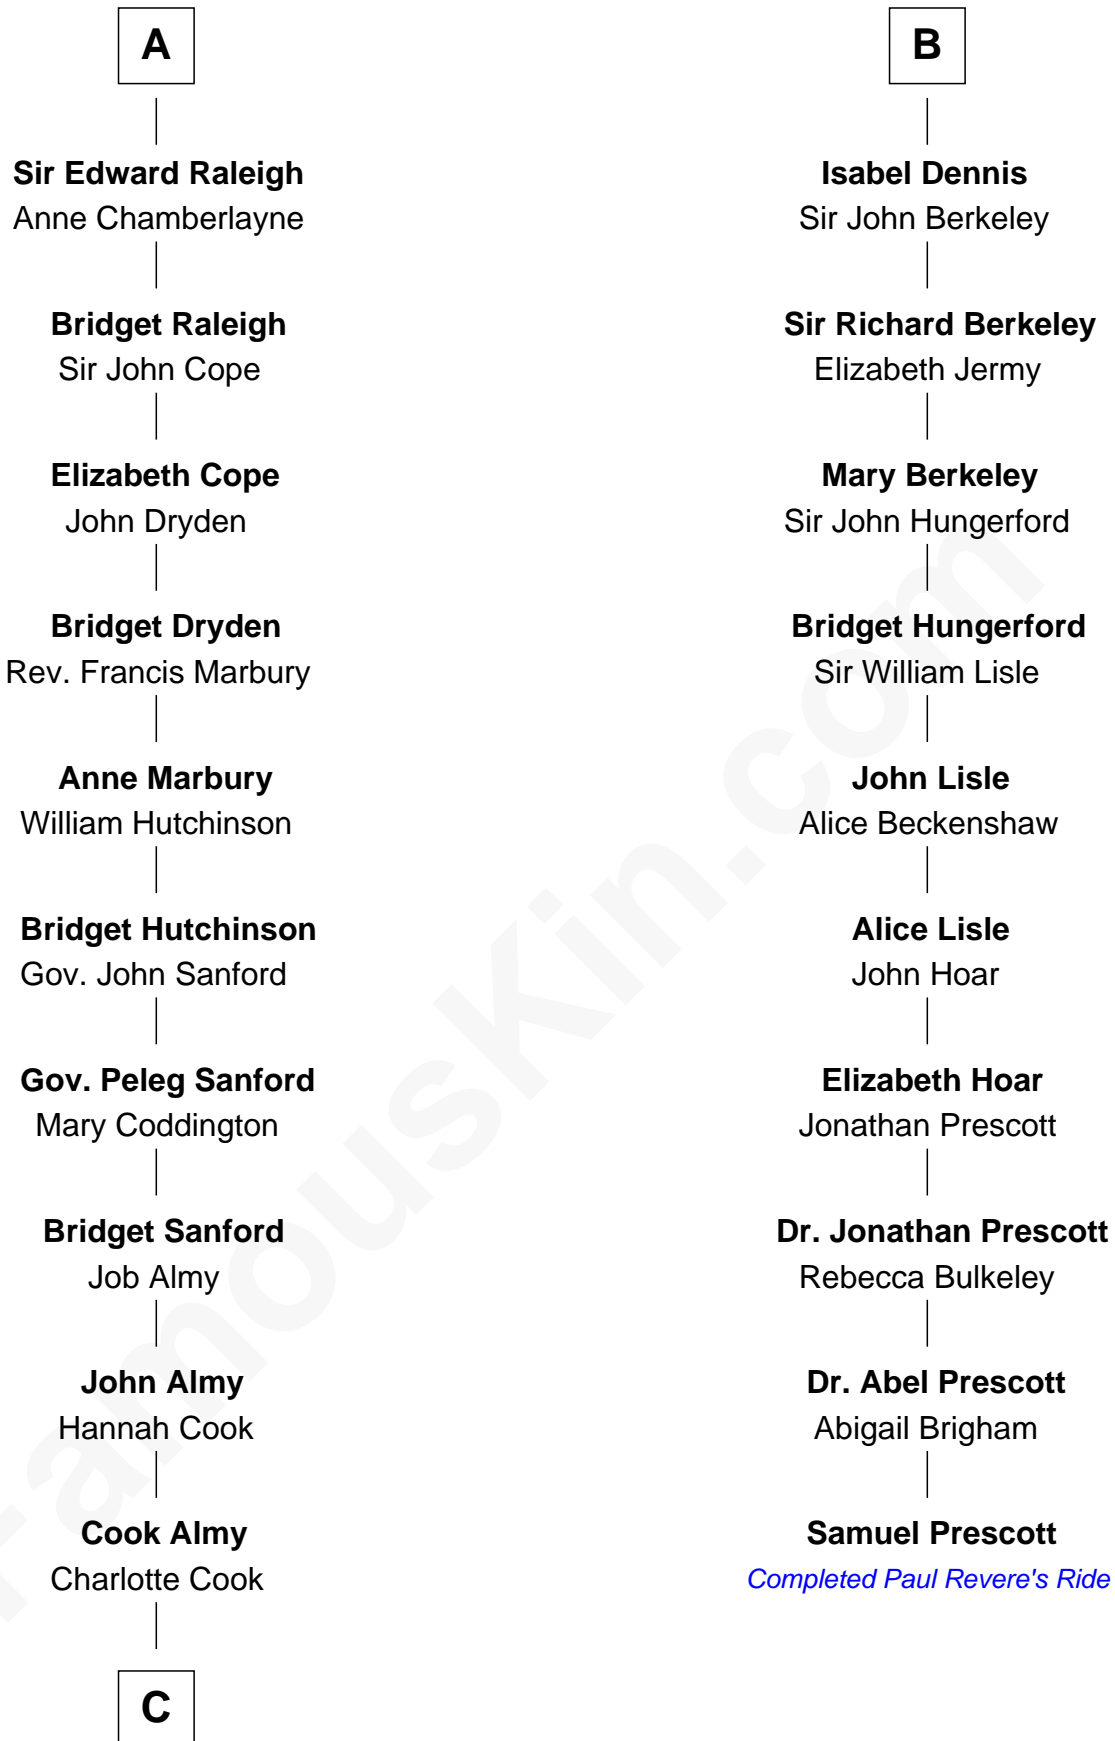 A
Sir Edward Raleigh
Anne Chamberlayne
Bridget Raleigh
Sir John Cope
Elizabeth Cope
John Dryden
Bridget Dryden
Rev. Francis Marbury
Anne Marbury
William Hutchinson
Bridget Hutchinson
Gov. John Sanford
Gov. Peleg Sanford
Mary Coddington
Bridget Sanford
Job Almy
John Almy
Hannah Cook
Cook Almy
Charlotte Cook
C
B
Isabel Dennis
Sir John Berkeley
Sir Richard Berkeley
Elizabeth Jermy
Mary Berkeley
Sir John Hungerford
Bridget Hungerford
Sir William Lisle
John Lisle
Alice Beckenshaw
Alice Lisle
John Hoar
Elizabeth Hoar
Jonathan Prescott
Dr. Jonathan Prescott
Rebecca Bulkeley
Dr. Abel Prescott
Abigail Brigham
Samuel Prescott
Completed Paul Revere's Ride
FamousKin.com